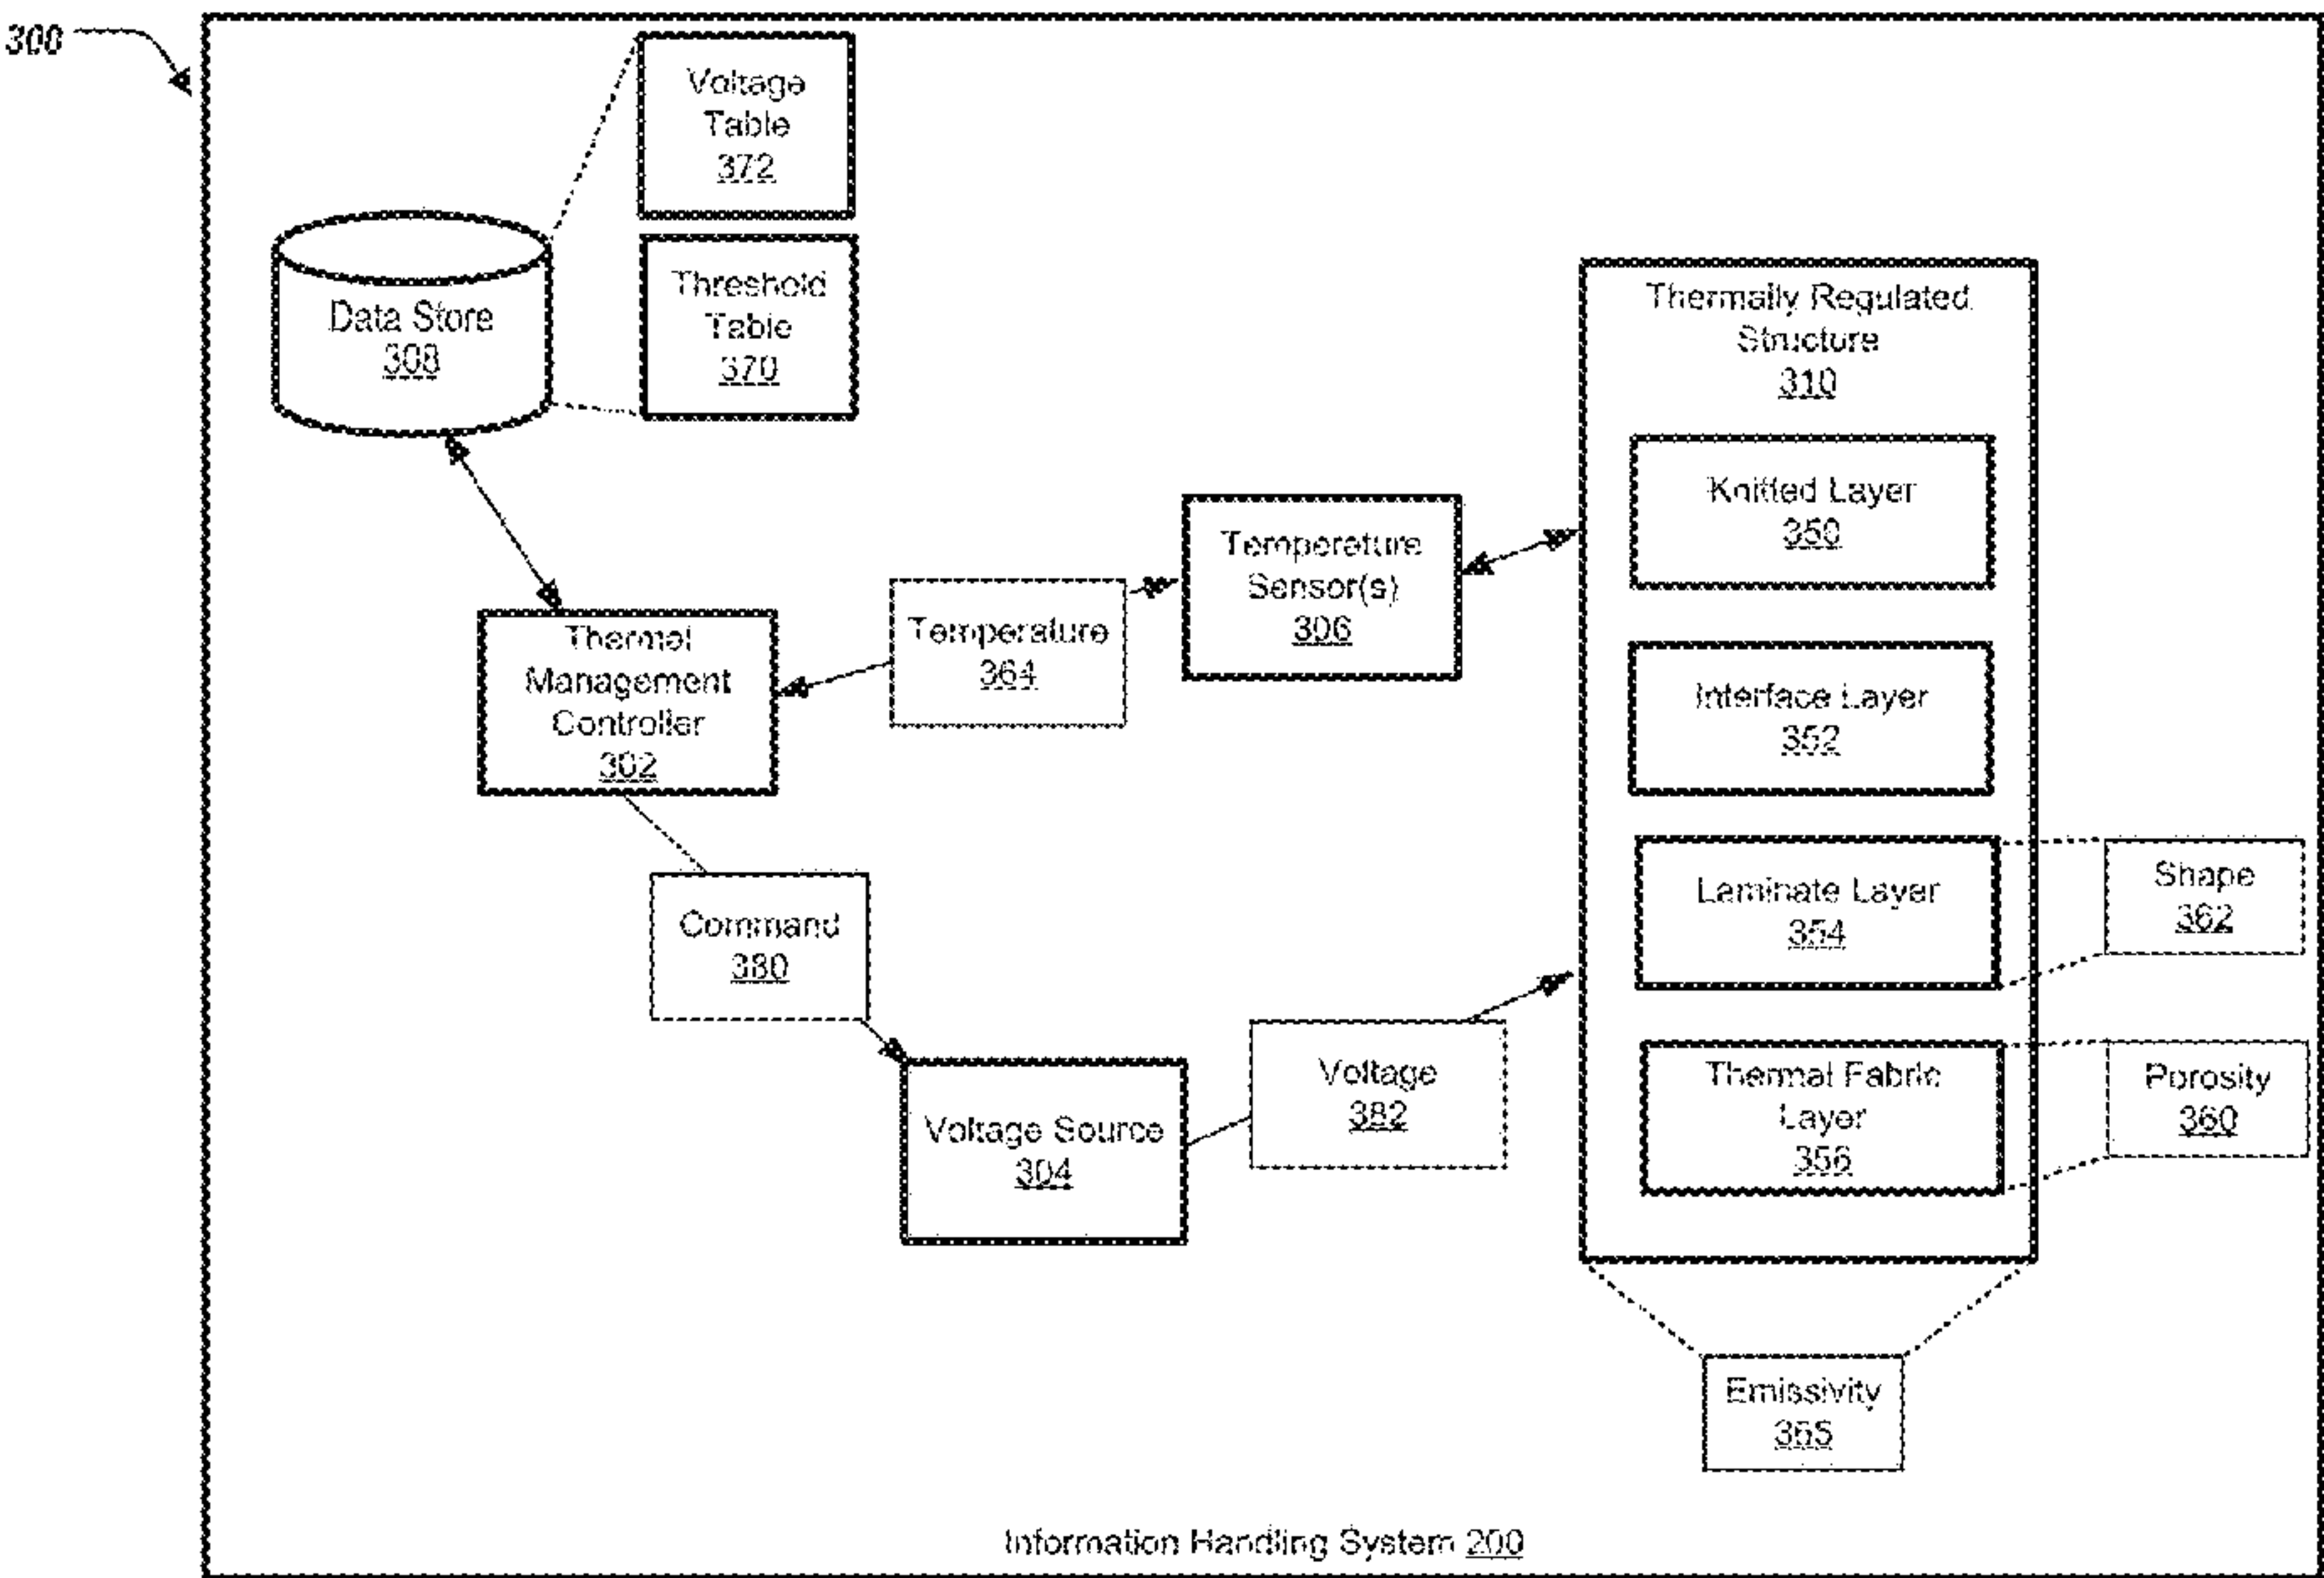 300
Voltage
Table
372
Threshold
Table
370
Data Store
308
Thermally Regulated
Structure
310
Knitted Layer
350
Interface Layer
352
Laminate Layer
354
Thermal Fabric
Layer
356
Shape
362
Porosity
360
Temperature
Sensor(s)
306
Temperature
364
Thermal
Management
Controller
302
Command
380
Voltage Source
304
Voltage
382
Emissivity
365
Information Handling System 200